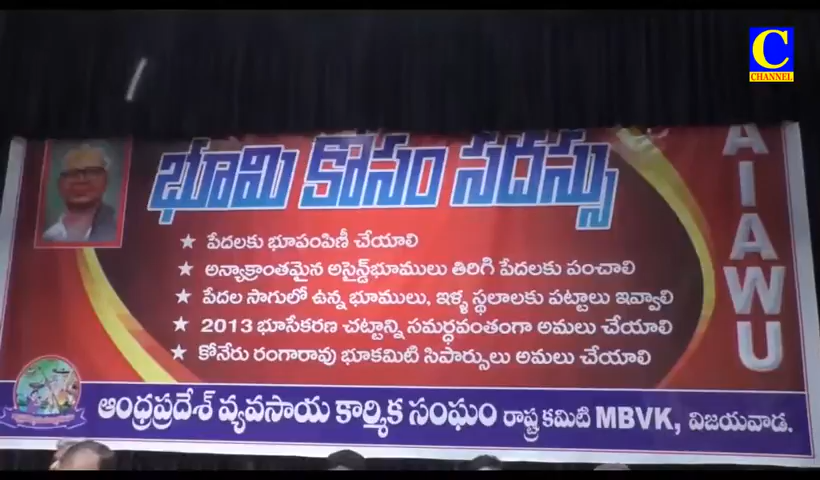 C
CHANNEL
భూమి కోసం సదస్సు
AIAWU
★ పేదలకు భూపంపిణీ చేయాలి
★ అన్యాక్రాంతమైన అసైన్డ్‌భూములు తిరిగి పేదలకు పంచాలి
★ పేదల సాగులో ఉన్న భూములు, ఇళ్ళ స్థలాలకు పట్టాలు ఇవ్వాలి
★ 2013 భూసేకరణ చట్టాన్ని సమర్ధవంతంగా అమలు చేయాలి
★ కోనేరు రంగారావు భూకమిటి సిపార్సులు అమలు చేయాలి
ఆంధ్రప్రదేశ్ వ్యవసాయ కార్మిక సంఘం రాష్ట్ర కమిటి MBVK, విజయవాడ.